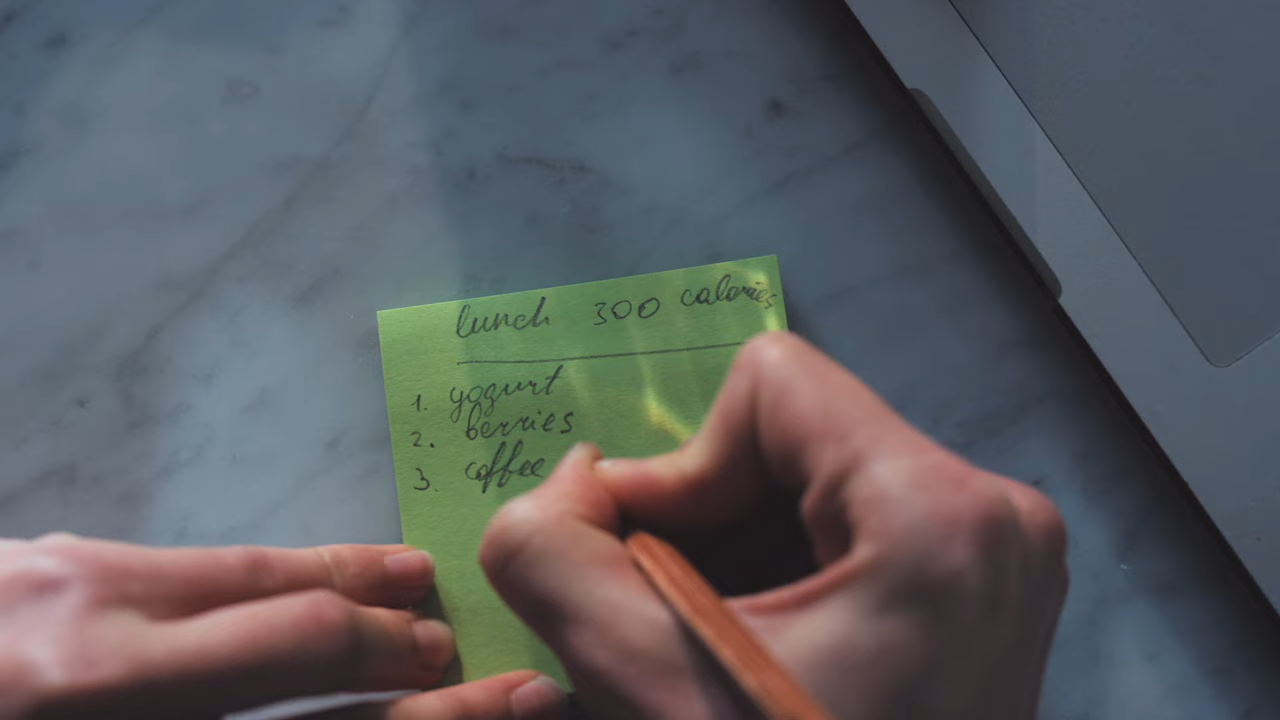 lunch 300 calories
1. yogurt
2. berries
3. coffee